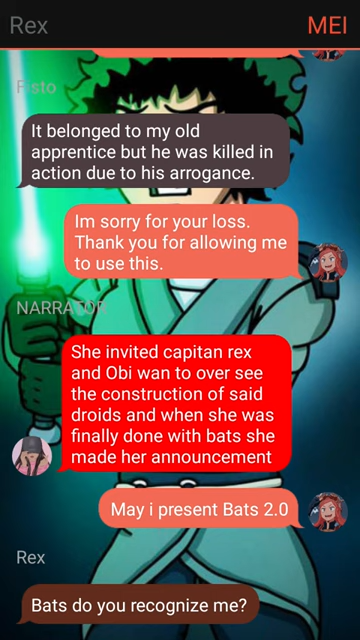 Rex
MEI
Fisto
It belonged to my old
apprentice but he was killed in
action due to his arrogance.
Im sorry for your loss.
Thank you for allowing me
to use this.
NARRATOR
She invited capitan rex
and Obi wan to over see
the construction of said
droids and when she was
finally done with bats she
made her announcement
May i present Bats 2.0
Rex
Bats do you recognize me?